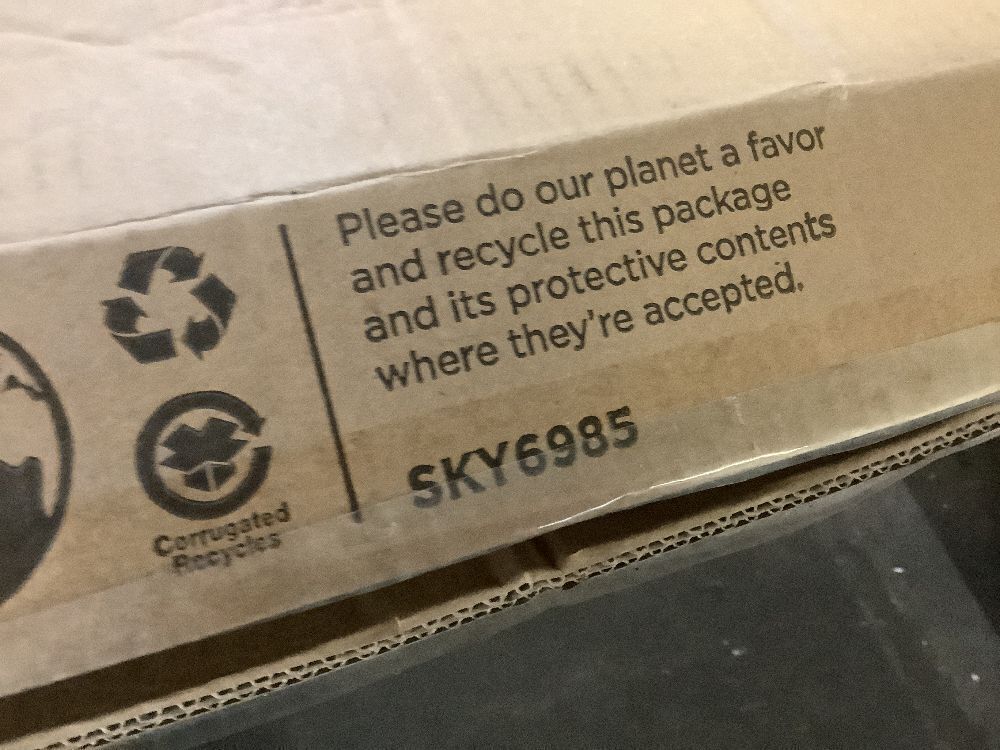 Please do our planet a favor
and recycle this package
and its protective contents
where they're accepted.
SKY6985
Corrugated
Recycles